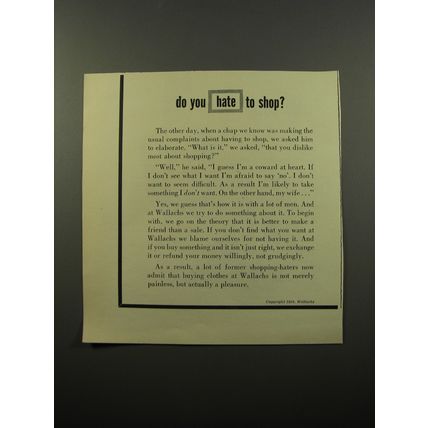 do you hate to shop?
The other day, when a chap we know was making the
usual complaints about having to shop, we asked him
to elaborate. "What is it," we asked, "that you dislike
most about shopping?"
"Well," he said, "I guess I'm a coward at heart. If
I don't see what I want I'm afraid to say 'no'. I don't
want to seem difficult. As a result I'm likely to take
something I don't want. On the other hand, my wife . . ."
Yes, we guess that's how it is with a lot of men. And
at Wallachs we try to do something about it. To begin
with, we go on the theory that it is better to make a
friend than a sale. If you don't find what you want at
Wallachs we blame ourselves for not having it. And
if you buy something and it isn't just right, we exchange
it or refund your money willingly, not grudgingly.
As a result, a lot of former shopping-haters now
admit that buying clothes at Wallachs is not merely
painless, but actually a pleasure.
Copyright Wallachs